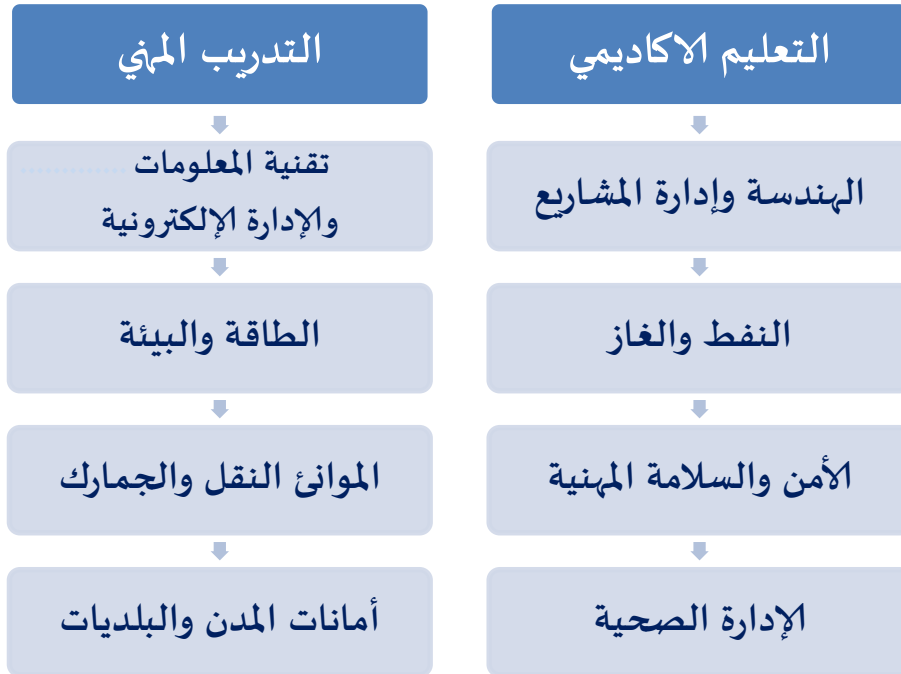 التعليم الاكاديمي
الهندسة وإدارة المشاريع
النفط والغاز
الأمن والسلامة المهنية
الإدارة الصحية
التدريب المهني
تقنية المعلومات ............
والإدارة الإلكترونية
الطاقة والبيئة
الموانئ النقل والجمارك
أمانات المدن والبلديات